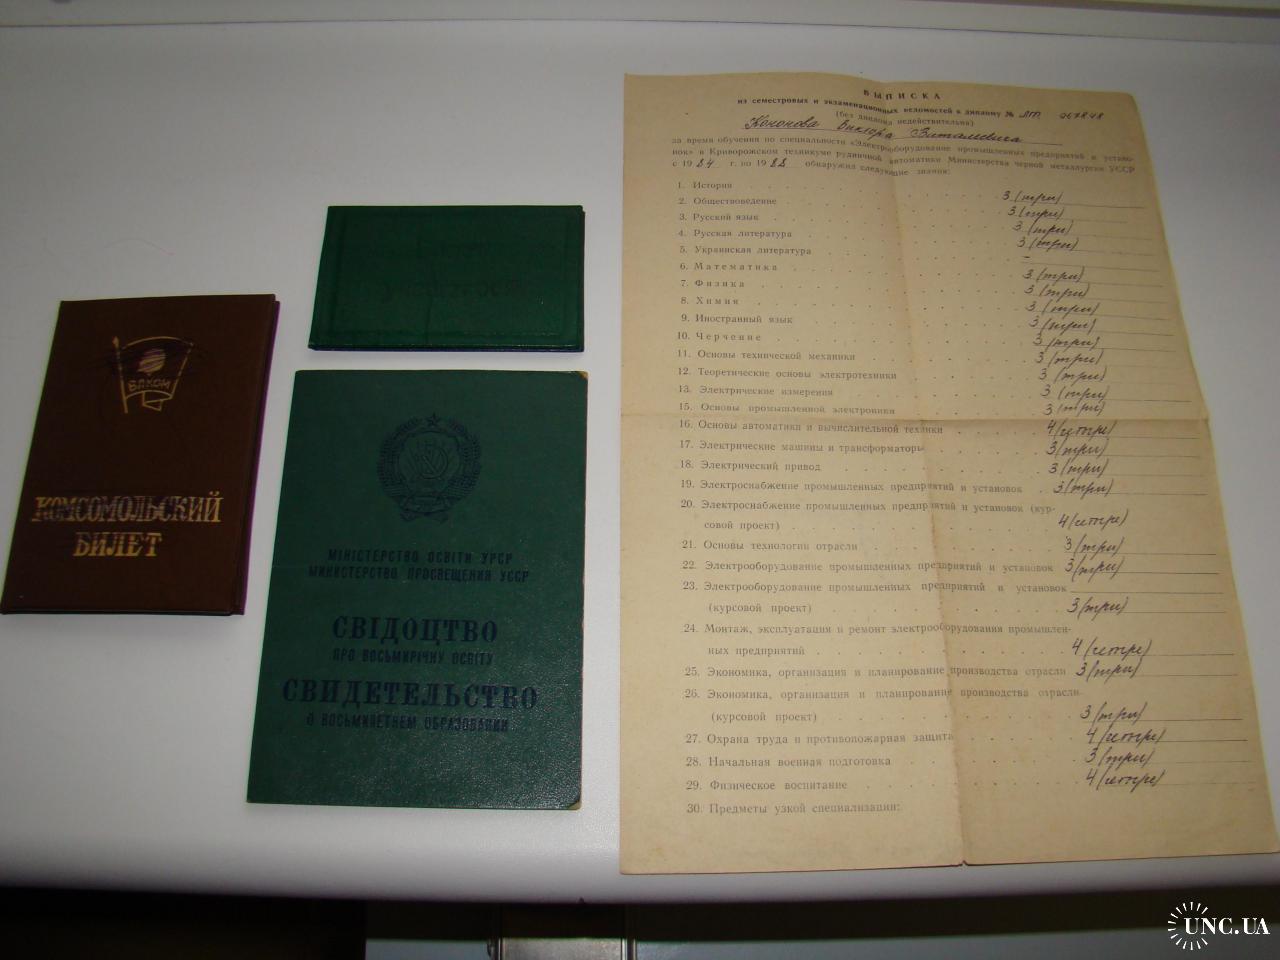 ВЛКСМ
КОМСОМОЛЬСКИЙ
БИЛЕТ
МІНІСТЕРСТВО ОСВІТИ УРСР
МИНИСТЕРСТВО ПРОСВЕЩЕНИЯ УССР
СВІДОЦТВО
ПРО ВОСЬМИРІЧНУ ОСВІТУ
СВИДЕТЕЛЬСТВО
О ВОСЬМИЛЕТНЕМ ОБРАЗОВАНИИ
ВЫПИСКА
из семестровых и экзаменационных ведомостей к диплому №
(без диплома недействительна)
Кононова Виктора Виталиевича
за время обучения по специальности «Электрооборудование промышленных предприятий и установок» в Криворожском техникуме рудничной автоматики Министерства черной металлургии УССР
с 1984 г. по 1988 обнаружил следующие знания:
1. История 3 (три)
2. Обществоведение 3 (три)
3. Русский язык 3 (три)
4. Русская литература 3 (три)
5. Украинская литература -
6. Математика 3 (три)
7. Физика 3 (три)
8. Химия 3 (три)
9. Иностранный язык 3 (три)
10. Черчение 3 (три)
11. Основы технической механики 3 (три)
12. Теоретические основы электротехники 3 (три)
13. Электрические измерения 3 (три)
15. Основы промышленной электроники 3 (три)
16. Основы автоматики и вычислительной техники 4 (четыре)
17. Электрические машины и трансформаторы 3 (три)
18. Электрический привод 3 (три)
19. Электроснабжение промышленных предприятий и установок 3 (три)
20. Электроснабжение промышленных предприятий и установок (кур-
совой проект) 4 (четыре)
21. Основы технологии отрасли 3 (три)
22. Электрооборудование промышленных предприятий и установок 3 (три)
23. Электрооборудование промышленных предприятий и установок
(курсовой проект) 3 (три)
24. Монтаж, эксплуатация и ремонт электрооборудования промышлен-
ных предприятий 4 (четыре)
25. Экономика, организация и планирование производства отрасли 3 (три)
26. Экономика, организация и планирование производства отрасли
(курсовой проект) 3 (три)
27. Охрана труда и противопожарная защита 4 (четыре)
28. Начальная военная подготовка 3 (три)
29. Физическое воспитание 4 (четыре)
30. Предметы узкой специализации:
UNC.UA